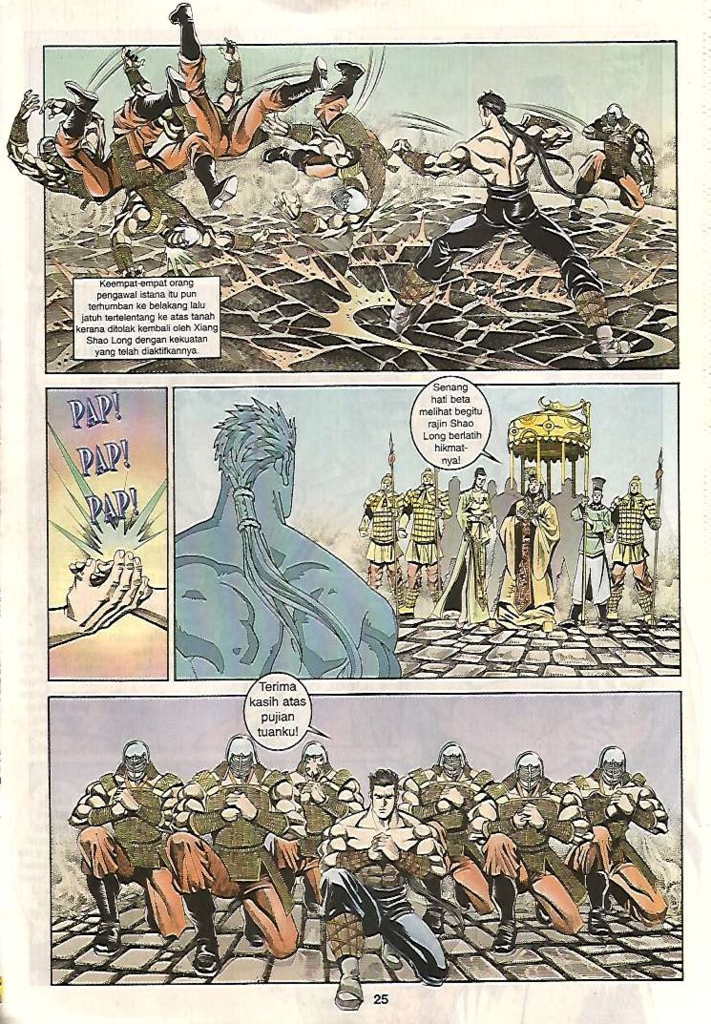 Keempat-empat orang
pengawal istana itu pun
terhumban ke belakang lalu
jatuh tertelentang ke atas tanah
kerana ditolak kembali oleh Xiang
Shao Long dengan kekuatan
yang telah diaktifkannya.
PAP!
PAP!
PAP!
Senang
hati beta
melihat begitu
rajin Shao
Long berlatih
hikmat-
nya!
Terima
kasih atas
pujian
tuanku!
25